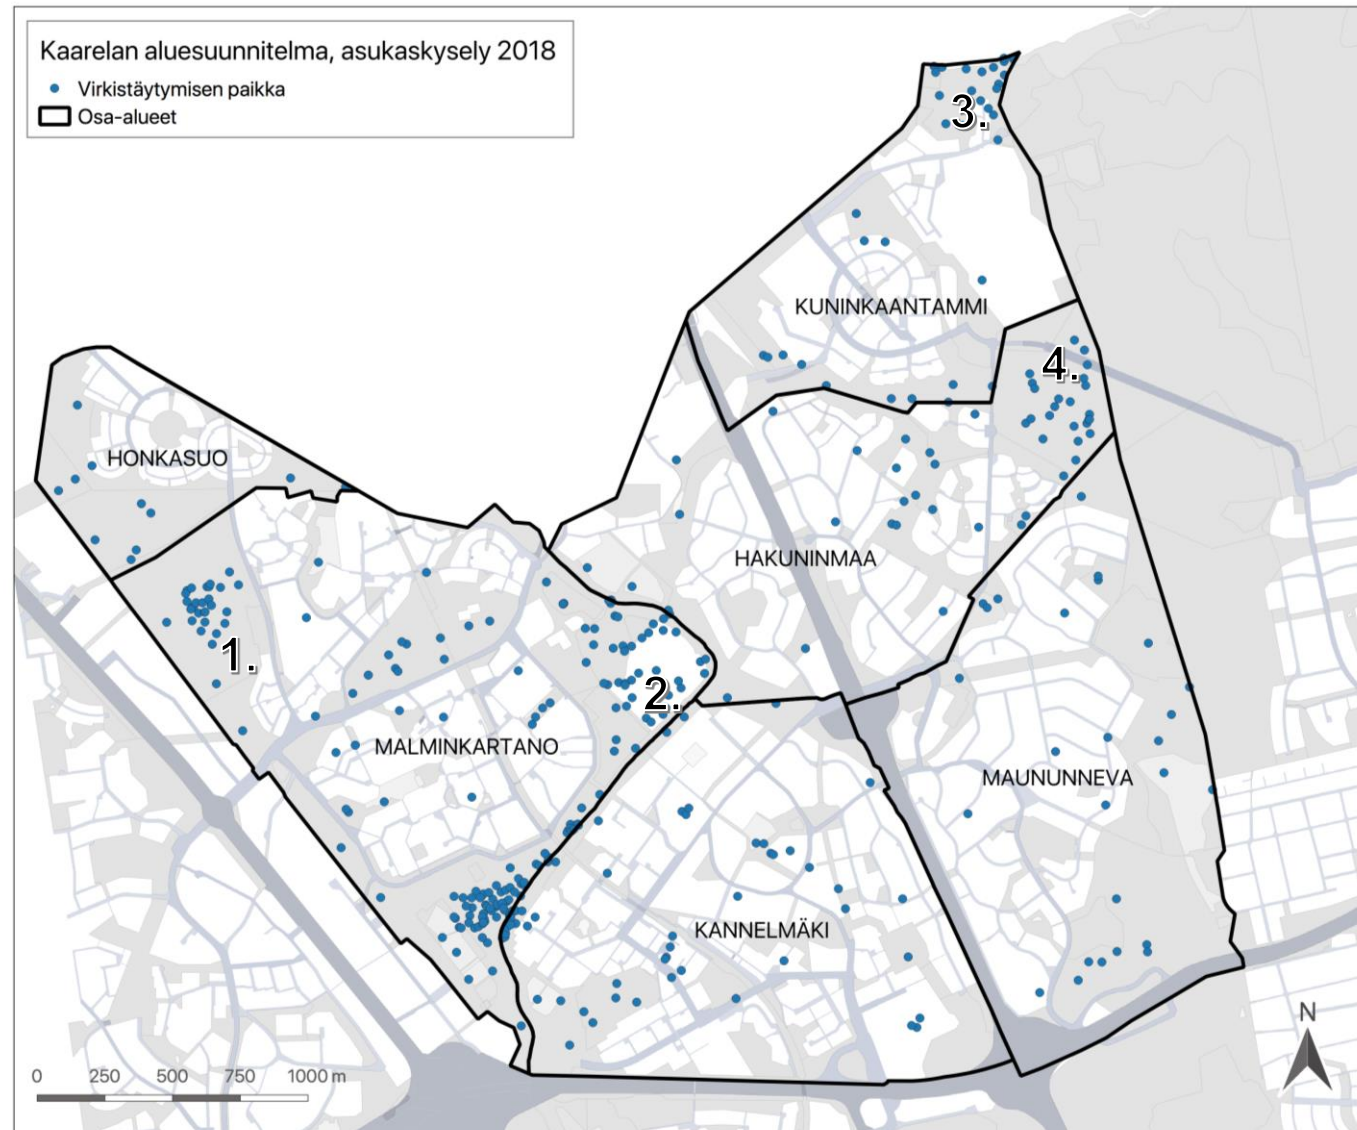 Kaarelan aluesuunnitelma, asukaskysely 2018
Virkistäytymisen paikka
Osa-alueet
3.
KUNINKAANTAMMI
4.
HONKASUO
HAKUNINMAA
1.
2.
MALMINKARTANO
MAUNUNNEVA
KANNELMÄKI
N
0 250 500 750 1000 m